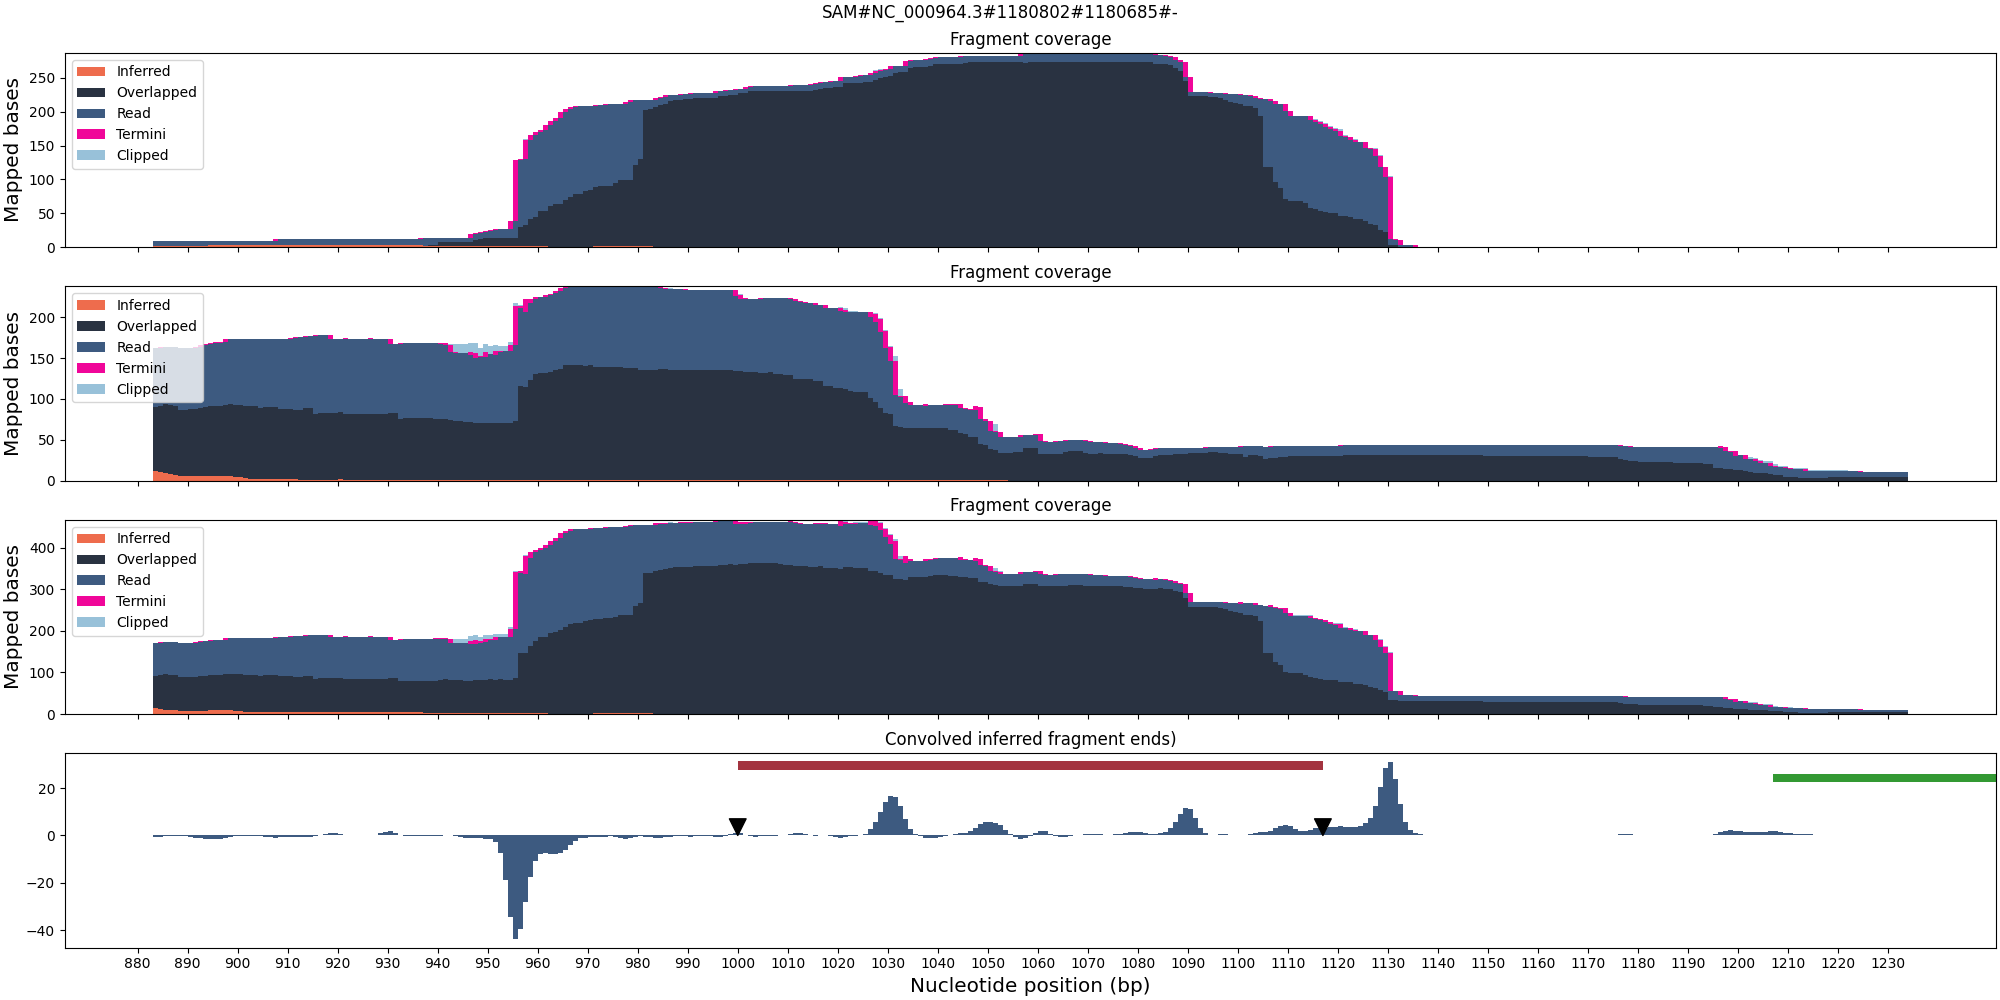 SAM#NC_000964.3#1180802#1180685#-
Fragment coverage
Mapped bases
250
200
150
100
50
0
Inferred
Overlapped
Read
Termini
Clipped
Fragment coverage
Mapped bases
200
150
100
50
0
Inferred
Overlapped
Read
Termini
Clipped
Fragment coverage
Mapped bases
400
300
200
100
0
Inferred
Overlapped
Read
Termini
Clipped
Convolved inferred fragment ends)
20
0
−20
−40
880 890 900 910 920 930 940 950 960 970 980 990 1000 1010 1020 1030 1040 1050 1060 1070 1080 1090 1100 1110 1120 1130 1140 1150 1160 1170 1180 1190 1200 1210 1220 1230
Nucleotide position (bp)